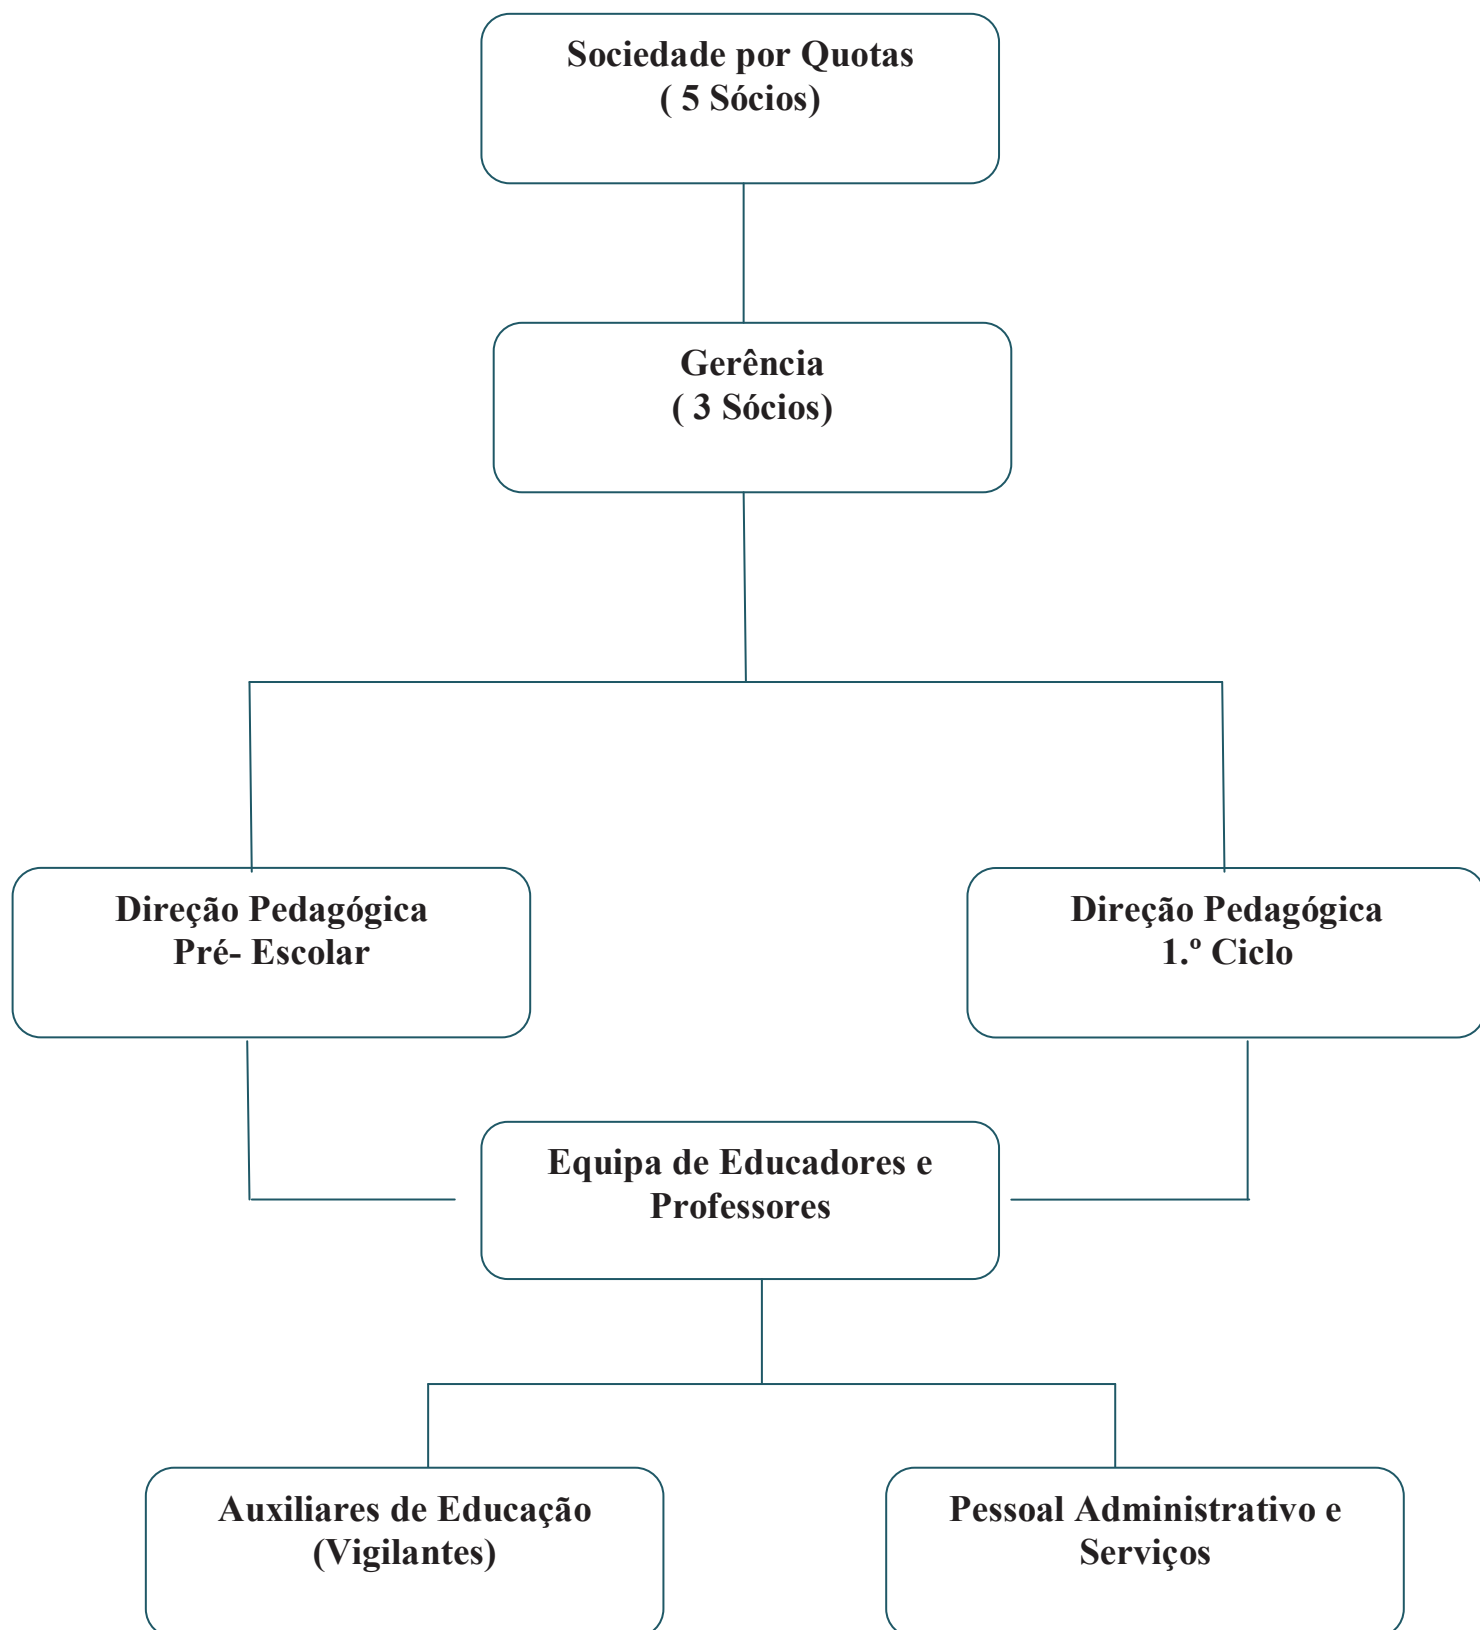 Sociedade por Quotas
( 5 Sócios)
Gerência
( 3 Sócios)
Direção Pedagógica
Pré- Escolar
Direção Pedagógica
1.º Ciclo
Equipa de Educadores e
Professores
Auxiliares de Educação
(Vigilantes)
Pessoal Administrativo e
Serviços